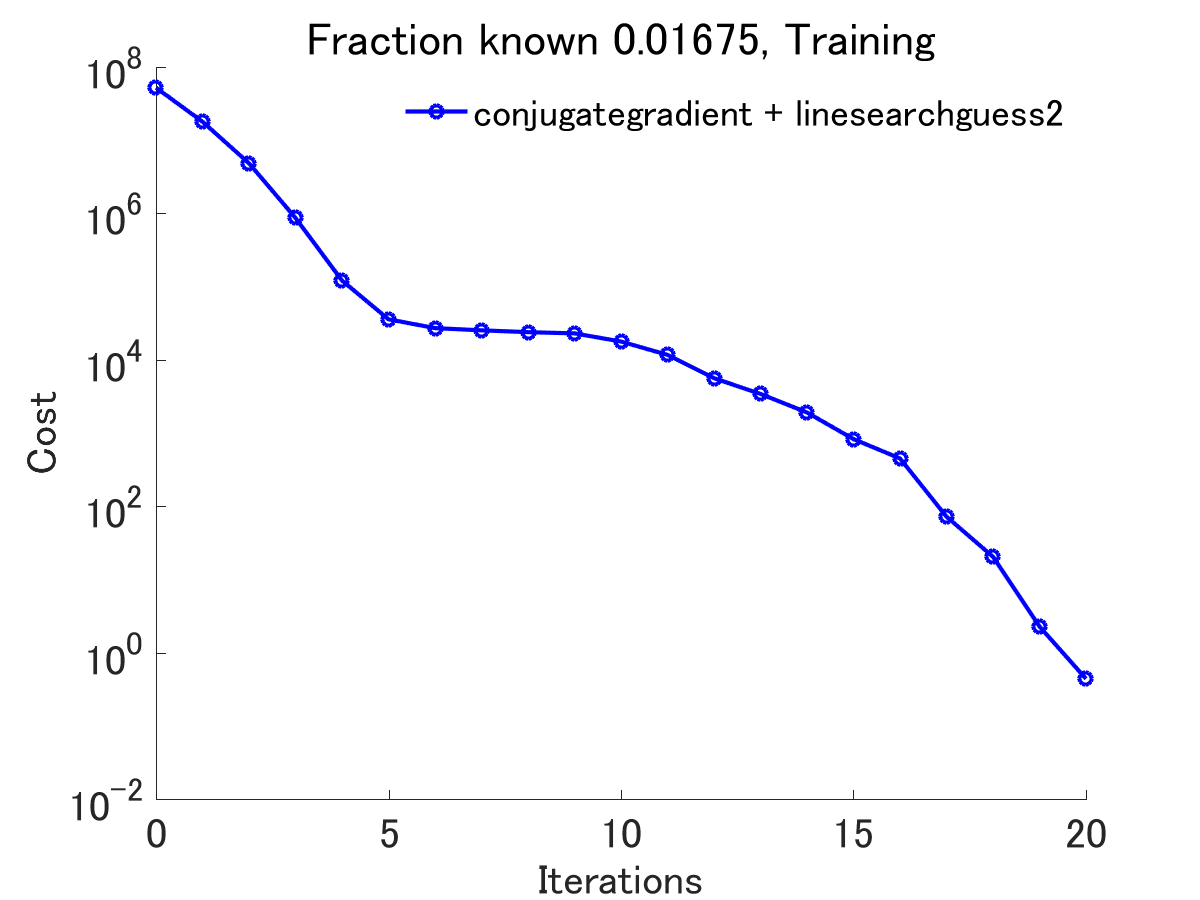 Fraction known 0.01675, Training
conjugategradient + linesearchguess2
10^8
10^6
10^4
10^2
10^0
10^-2
Cost
0 5 10 15 20
Iterations